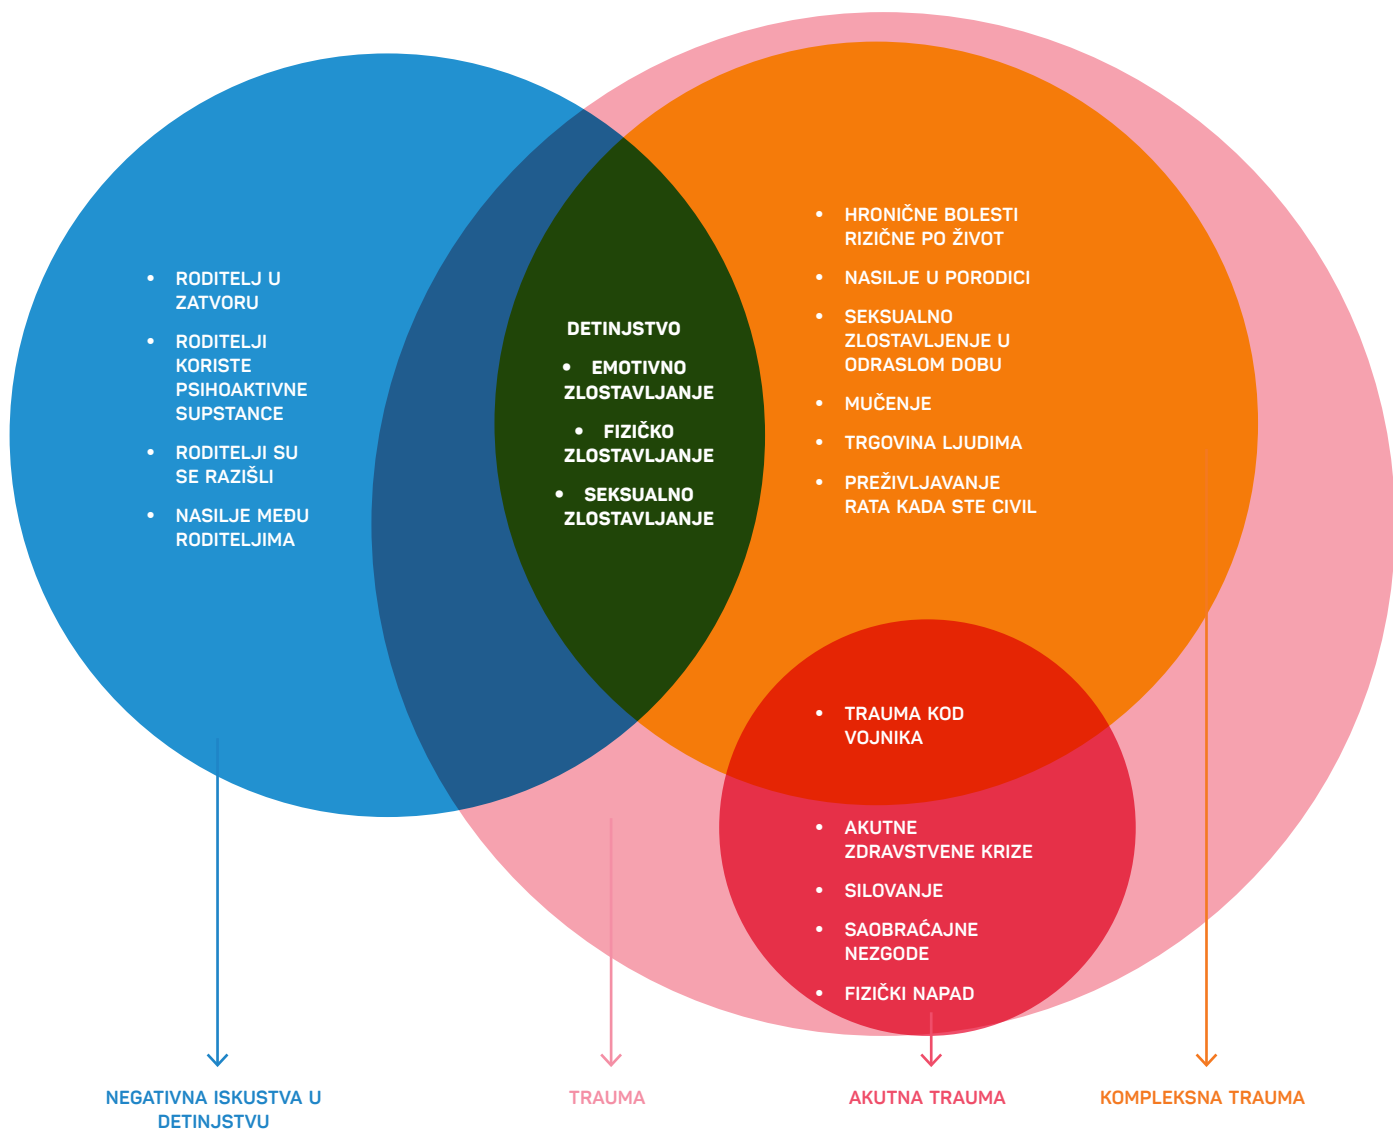 • RODITELJ U
ZATVORU
• RODITELJI
KORISTE
PSIHOAKTIVNE
SUPSTANCE
• RODITELJI SU
SE RAZIŠLI
• NASILJE MEĐU
RODITELJIMA
DETINJSTVO
• EMOTIVNO
ZLOSTAVLJANJE
• FIZIČKO
ZLOSTAVLJANJE
• SEKSUALNO
ZLOSTAVLJANJE
• HRONIČNE BOLESTI
RIZIČNE PO ŽIVOT
• NASILJE U PORODICI
• SEKSUALNO
ZLOSTAVLJENJE U
ODRASLOM DOBU
• MUČENJE
• TRGOVINA LJUDIMA
• PREŽIVLJAVANJE
RATA KADA STE CIVIL
• TRAUMA KOD
VOJNIKA
• AKUTNE
ZDRAVSTVENE KRIZE
• SILOVANJE
• SAOBRAĆAJNE
NEZGODE
• FIZIČKI NAPAD
NEGATIVNA ISKUSTVA U
DETINJSTVU
TRAUMA
AKUTNA TRAUMA
KOMPLEKSNA TRAUMA